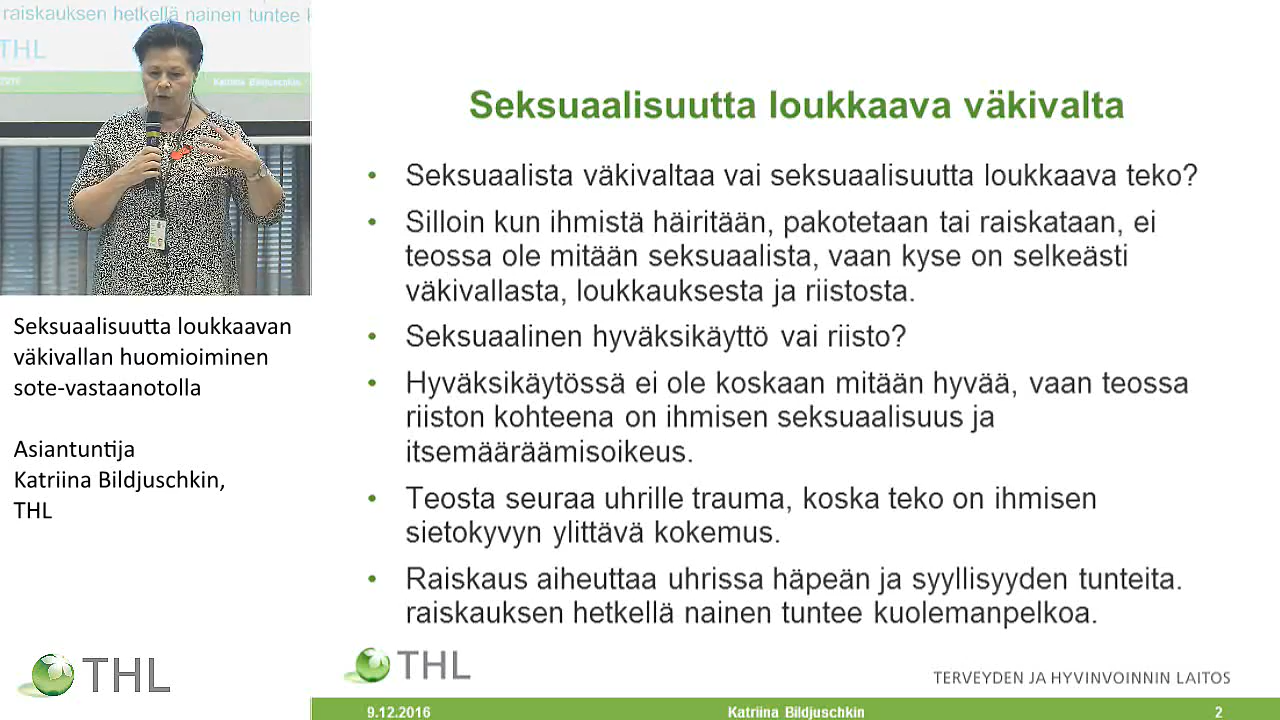 raiskauksen hetkellä nainen tuntee
THL
Katriina Bildjuschkin
Seksuaalisuutta loukkaavan
väkivallan huomioiminen
sote-vastaanotolla
Asiantuntija
Katriina Bildjuschkin,
THL
THL
Seksuaalisuutta loukkaava väkivalta
• Seksuaalista väkivaltaa vai seksuaalisuutta loukkaava teko?
• Silloin kun ihmistä häiritään, pakotetaan tai raiskataan, ei
teossa ole mitään seksuaalista, vaan kyse on selkeästi
väkivallasta, loukkauksesta ja riistosta.
• Seksuaalinen hyväksikäyttö vai riisto?
• Hyväksikäytössä ei ole koskaan mitään hyvää, vaan teossa
riiston kohteena on ihmisen seksuaalisuus ja
itsemääräämisoikeus.
• Teosta seuraa uhrille trauma, koska teko on ihmisen
sietokyvyn ylittävä kokemus.
• Raiskaus aiheuttaa uhrissa häpeän ja syyllisyyden tunteita.
raiskauksen hetkellä nainen tuntee kuolemanpelkoa.
THL
TERVEYDEN JA HYVINVOINNIN LAITOS
9.12.2016 Katriina Bildjuschkin 2